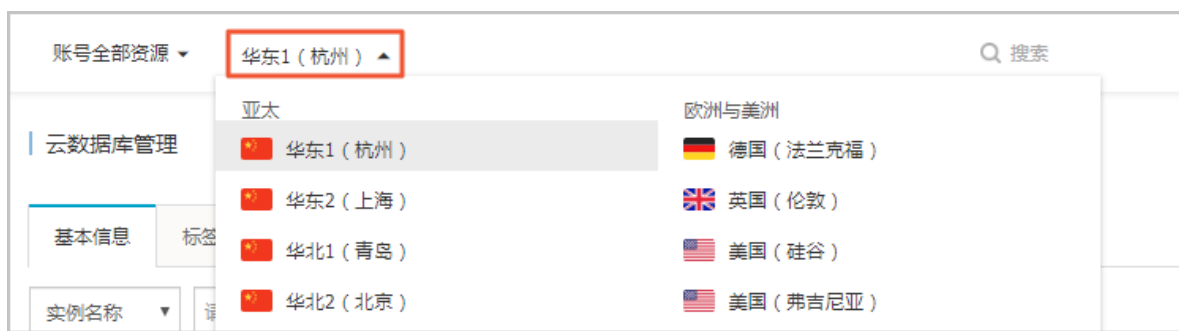 账号全部资源
华东1（杭州）
搜索
云数据库管理
亚太
华东1（杭州）
华东2（上海）
华北1（青岛）
华北2（北京）
欧洲与美洲
德国（法兰克福）
英国（伦敦）
美国（硅谷）
美国（弗吉尼亚）
基本信息
标签
实例名称